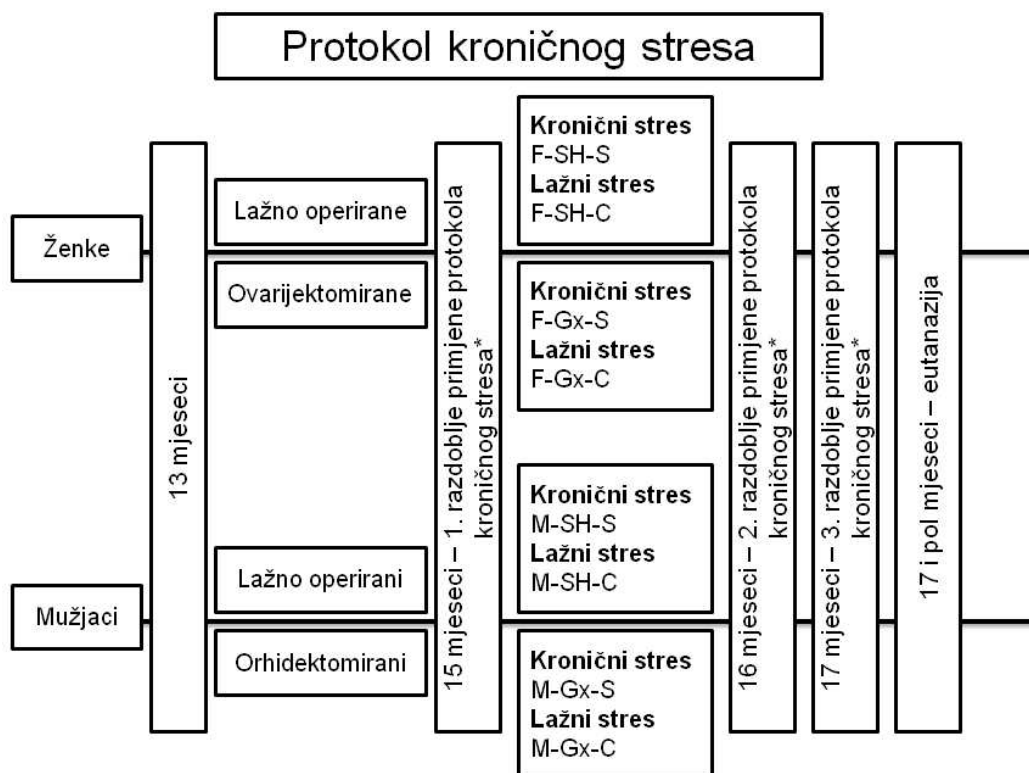 Protokol kroničnog stresa
Ženke
Mužjaci
13 mjeseci
Lažno operirane
Ovarijektomirane
Lažno operirani
Orhidektomirani
15 mjeseci – 1. razdoblje primjene protokola
kroničnog stresa*
Kronični stres
F-SH-S
Lažni stres
F-SH-C
Kronični stres
F-Gx-S
Lažni stres
F-Gx-C
Kronični stres
M-SH-S
Lažni stres
M-SH-C
Kronični stres
M-Gx-S
Lažni stres
M-Gx-C
16 mjeseci – 2. razdoblje primjene protokola
kroničnog stresa*
17 mjeseci – 3. razdoblje primjene protokola
kroničnog stresa*
17 i pol mjeseci – eutanazija